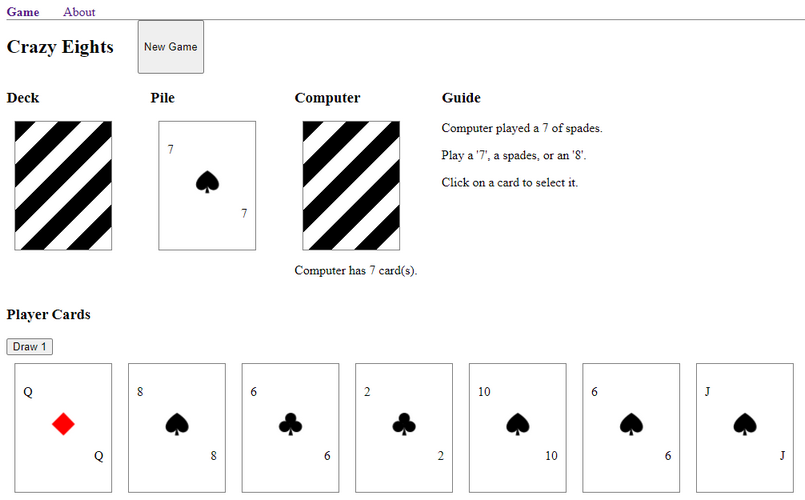 Game About
Crazy Eights New Game
Deck Pile Computer Guide
Computer played a 7 of spades.
Play a '7', a spades, or an '8'.
Click on a card to select it.
7
7
Computer has 7 card(s).
Player Cards
Draw 1
Q 8 6 2 10 6 J
Q 8 6 2 10 6 J